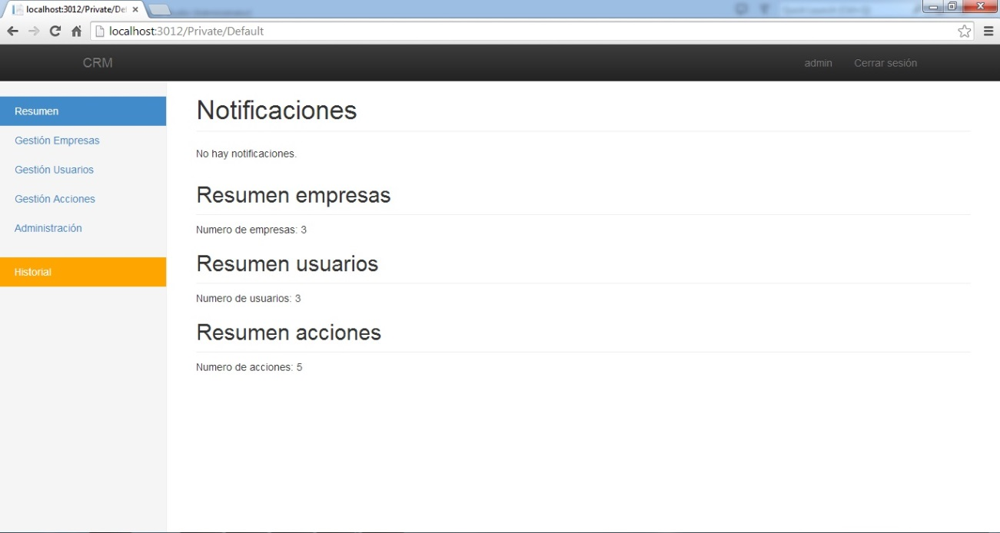 localhost:3012/Private/De
localhost:3012/Private/Default
CRM
admin
Cerrar sesión
Resumen
Gestión Empresas
Gestión Usuarios
Gestión Acciones
Administración
Historial
Notificaciones
No hay notificaciones.
Resumen empresas
Numero de empresas: 3
Resumen usuarios
Numero de usuarios: 3
Resumen acciones
Numero de acciones: 5